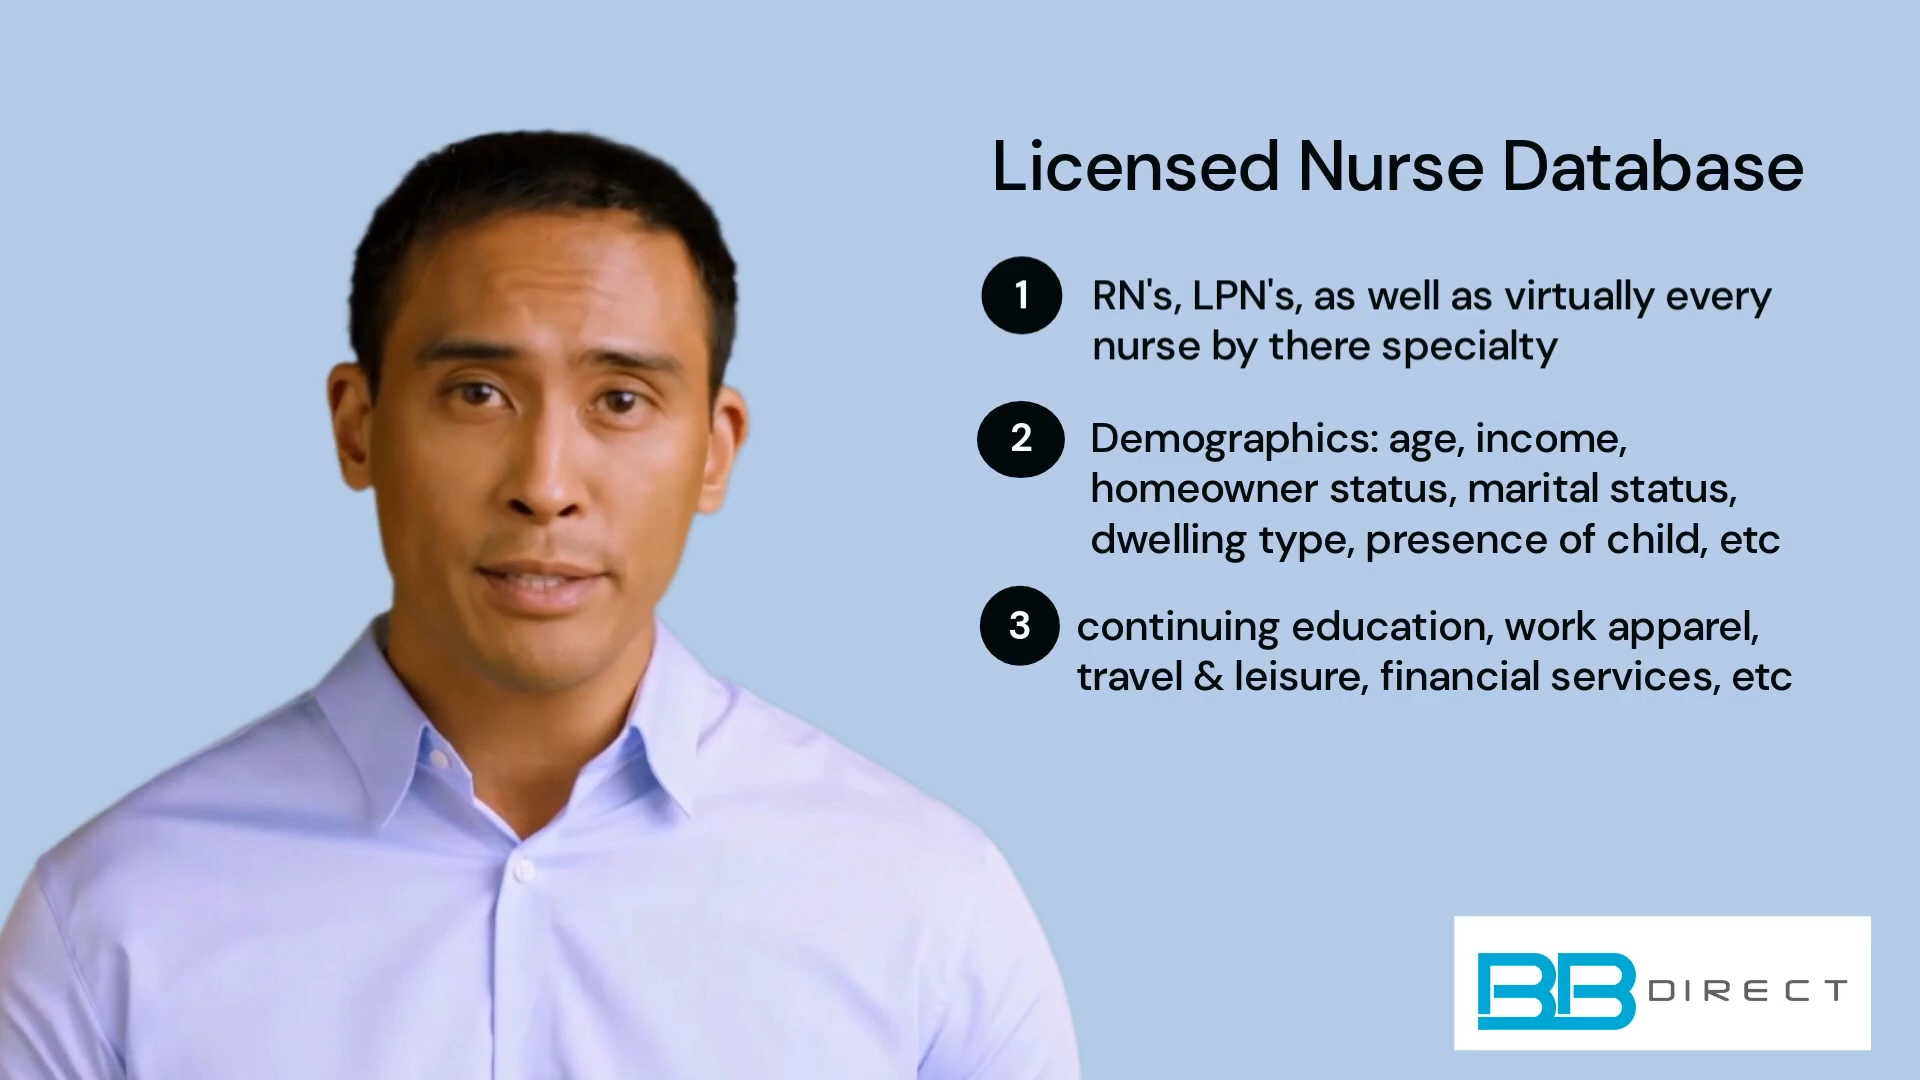 Licensed Nurse Database
1
RN's, LPN's, as well as virtually every
nurse by there specialty
2
Demographics: age, income,
homeowner status, marital status,
dwelling type, presence of child, etc
3
continuing education, work apparel,
travel & leisure, financial services, etc
BB DIRECT